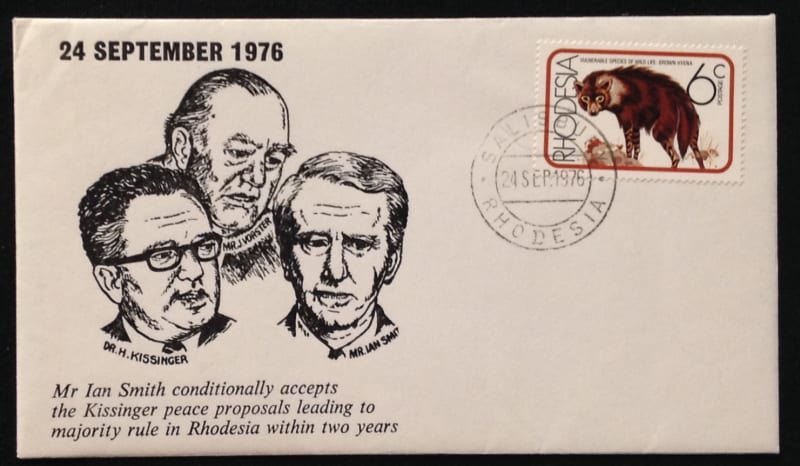 24 SEPTEMBER 1976
VULNERABLE SPECIES OF WILD LIFE: BROWN HYENA
RHODESIA
6c
POSTAGE
SALISBURY
24 SEP.1976
RHODESIA
MR. J. VORSTER
DR. H. KISSINGER
MR. IAN SMIT
Mr Ian Smith conditionally accepts
the Kissinger peace proposals leading to
majority rule in Rhodesia within two years